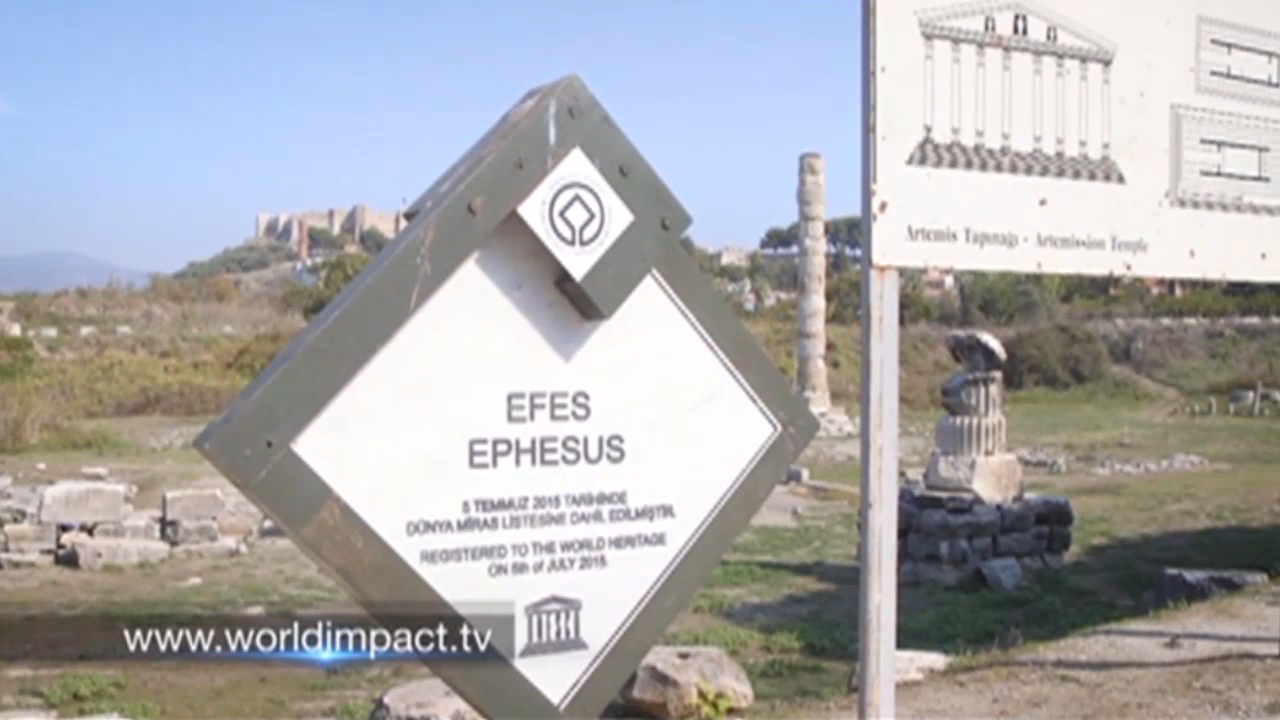 Artemis Tapınağı - Artemission Temple
EFES
EPHESUS
5 TEMMUZ 2015 TARİHİNDE
DÜNYA MİRAS LİSTESİNE DAHİL EDİLMİŞTİR.
REGISTERED TO THE WORLD HERITAGE
ON 5th of JULY 2015
www.worldimpact.tv